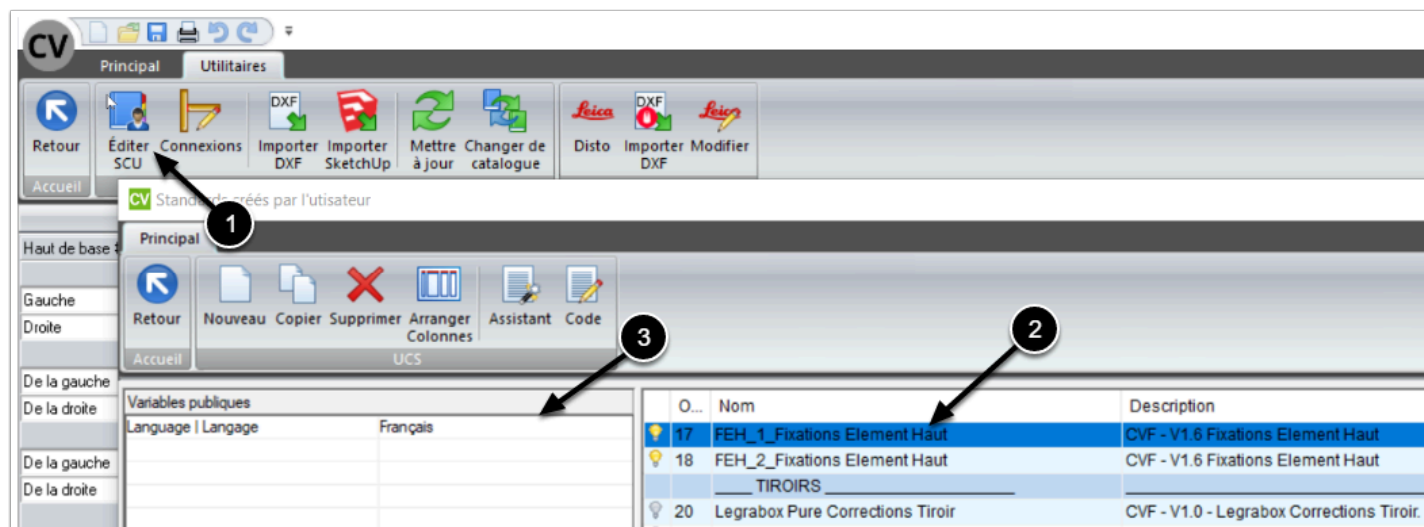 CV
Principal Utilitaires
DXF Leica DXF Leica
Retour Éditer SCU Connexions Importer DXF Importer SketchUp Mettre à jour Changer de catalogue Disto Importer DXF Modifier
Accueil
CV Standards créés par l'utisateur
1
Haut de base
Principal
Gauche
Droite
Retour Nouveau Copier Supprimer Arranger Colonnes Assistant Code
2
3
Accueil UCS
De la gauche
De la droite
Variables publiques
O... Nom Description
Language | Langage Français
17 FEH_1_Fixations Element Haut CVF - V1.6 Fixations Element Haut
De la gauche
18 FEH_2_Fixations Element Haut CVF - V1.6 Fixations Element Haut
De la droite
____ TIROIRS ____________________
20 Legrabox Pure Corrections Tiroir CVF - V1.0 - Legrabox Corrections Tiroir.